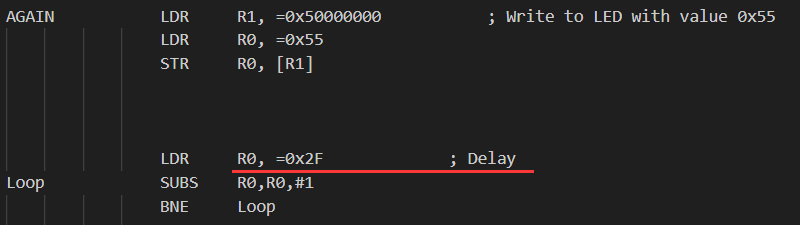 AGAIN LDR R1, =0x50000000 ; Write to LED with value 0x55
LDR R0, =0x55
STR R0, [R1]
LDR R0, =0x2F ; Delay
Loop SUBS R0,R0,#1
BNE Loop